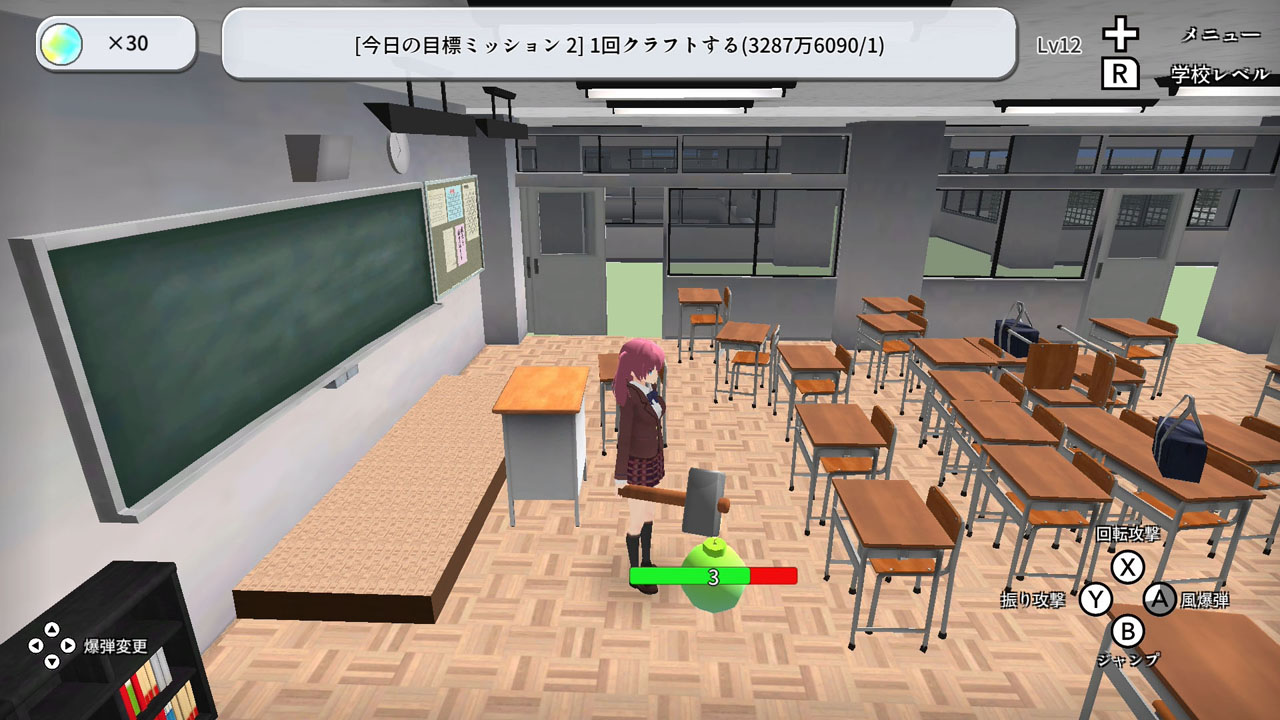 ×30
[今日の目標ミッション 2] 1回クラフトする(3287万6090/1)
Lv12
メニュー
R
学校レベル
3
回転攻撃
X
振り攻撃
Y
A
風爆弾
B
ジャンプ
爆弾変更